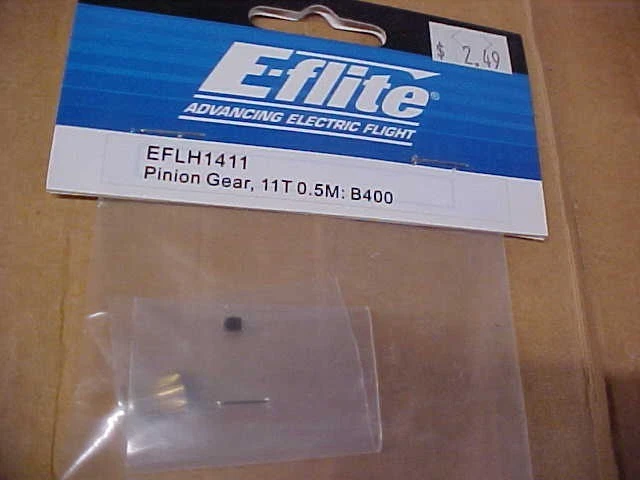 $ 2.49
E-flite®
ADVANCING ELECTRIC FLIGHT
EFLH1411
Pinion Gear, 11T 0.5M: B400